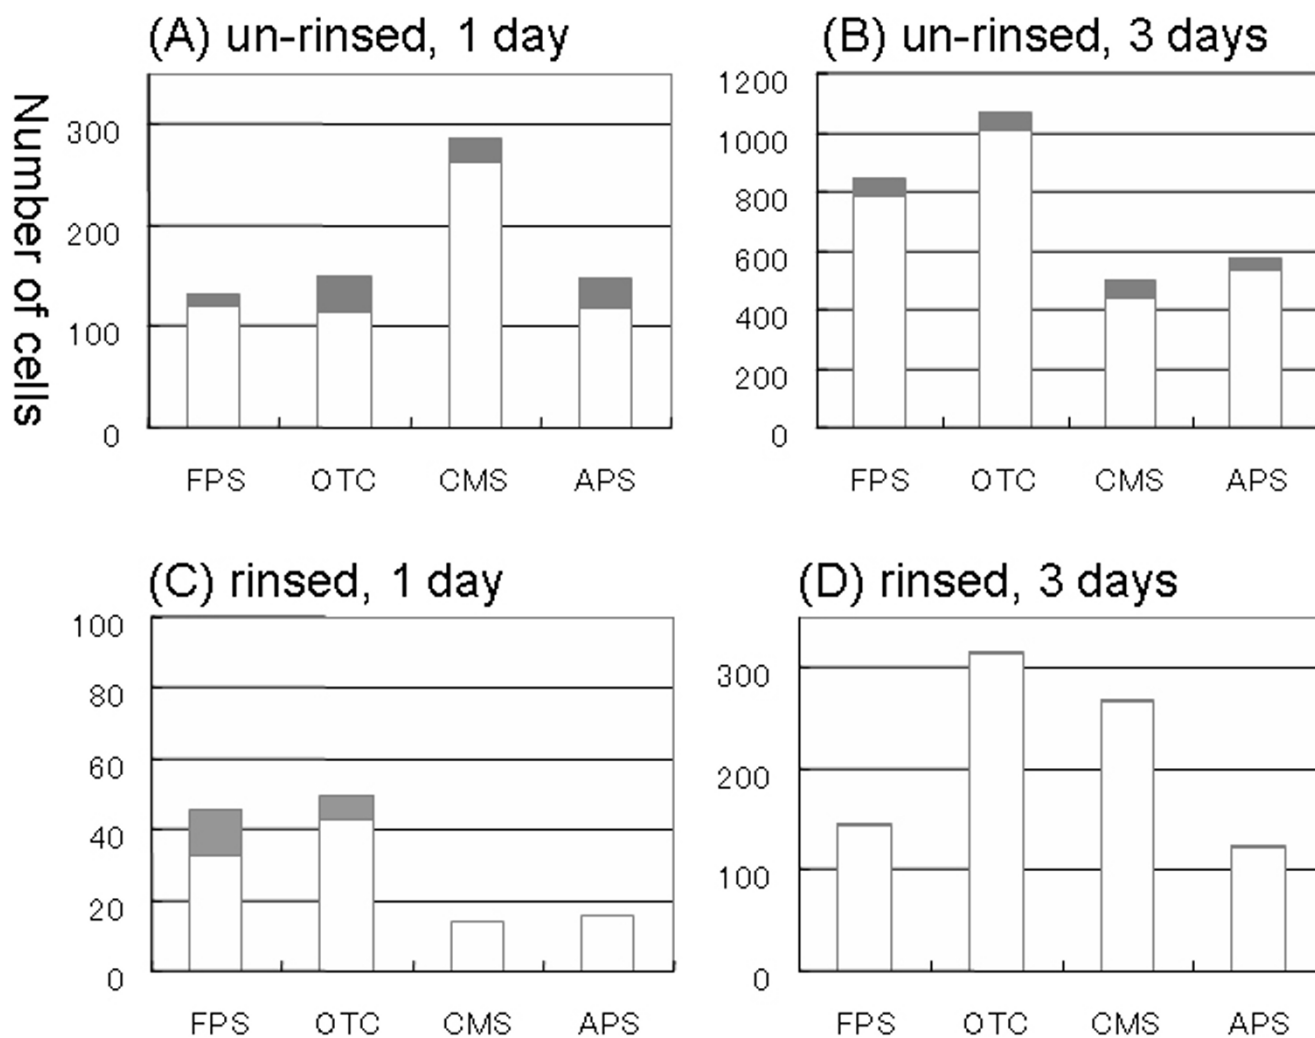 (A) un-rinsed, 1 day
Number of cells
300
200
100
0
FPS OTC CMS APS
(B) un-rinsed, 3 days
1200
1000
800
600
400
200
0
FPS OTC CMS APS
(C) rinsed, 1 day
100
80
60
40
20
0
FPS OTC CMS APS
(D) rinsed, 3 days
300
200
100
0
FPS OTC CMS APS